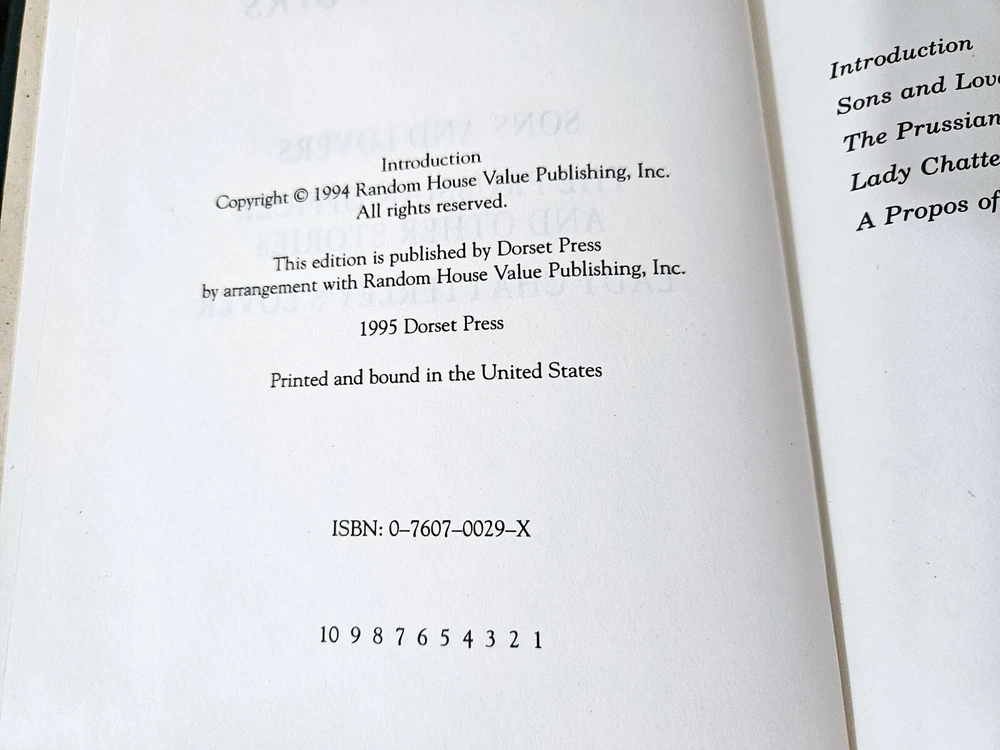 Introduction
Copyright © 1994 Random House Value Publishing, Inc.
All rights reserved.
This edition is published by Dorset Press
by arrangement with Random House Value Publishing, Inc.
1995 Dorset Press
Printed and bound in the United States
ISBN: 0–7607–0029–X
10 9 8 7 6 5 4 3 2 1
Introduction
Sons and
The Prussian
Lady
A Propos of